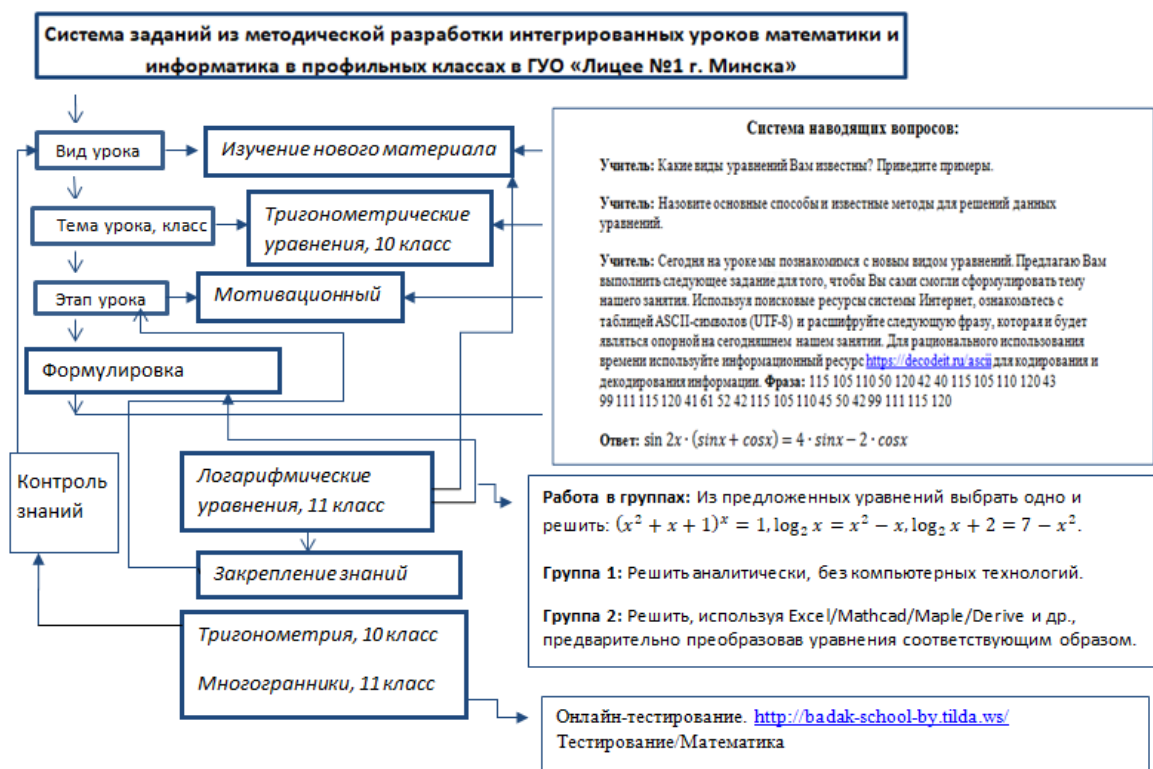 Система заданий из методической разработки интегрированных уроков математики и
информатика в профильных классах в ГУО «Лицее №1 г. Минска»
Вид урока
Изучение нового материала
Тема урока, класс
Тригонометрические
уравнения, 10 класс
Этап урока
Мотивационный
Формулировка
Система наводящих вопросов:
Учитель: Какие виды уравнений Вам известны? Приведите примеры.
Учитель: Назовите основные способы и известные методы для решений данных
уравнений.
Учитель: Сегодня на уроке мы познакомимся с новым видом уравнений. Предлагаю Вам
выполнить следующее задание для того, чтобы Вы сами смогли сформулировать тему
нашего занятия. Используя поисковые ресурсы системы Интернет, ознакомьтесь с
таблицей ASCII-символов (UTF-8) и расшифруйте следующую фразу, которая и будет
являться опорной на сегодняшнем нашем занятии. Для рационального использования
времени используйте информационный ресурс https://decodeit.ru/ascii для кодирования и
декодирования информации. Фраза: 115 105 110 50 120 42 40 115 105 110 120 43
99 111 115 120 41 61 52 42 115 105 110 45 50 42 99 111 115 120
Ответ: sin 2x · (sinx + cosx) = 4 · sinx − 2 · cosx
Контроль
знаний
Логарифмические
уравнения, 11 класс
Закрепление знаний
Тригонометрия, 10 класс
Многогранники, 11 класс
Работа в группах: Из предложенных уравнений выбрать одно и
решить: (x² + x + 1)ˣ = 1, log₂ x = x² − x, log₂ x + 2 = 7 − x².
Группа 1: Решить аналитически, без компьютерных технологий.
Группа 2: Решить, используя Excel/Mathcad/Maple/Derive и др.,
предварительно преобразовав уравнения соответствующим образом.
Онлайн-тестирование. http://badak-school-by.tilda.ws/
Тестирование/Математика